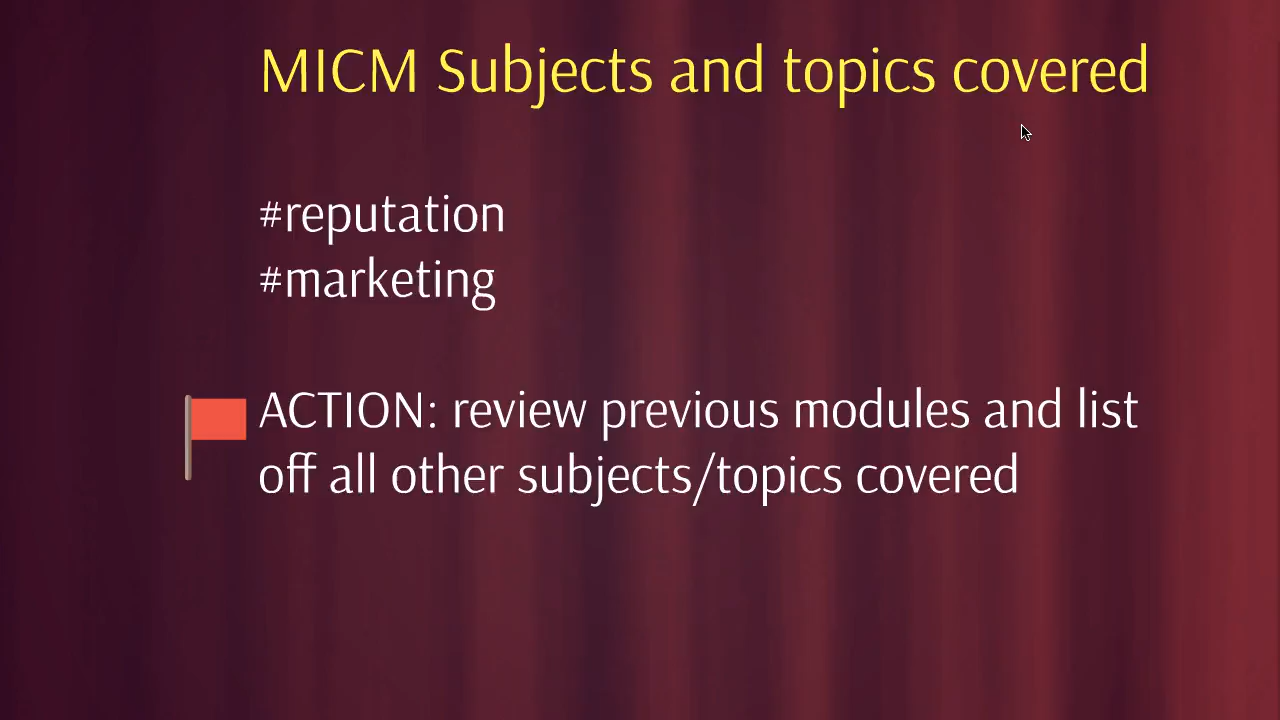 MICM Subjects and topics covered
#reputation
#marketing
ACTION: review previous modules and list
off all other subjects/topics covered